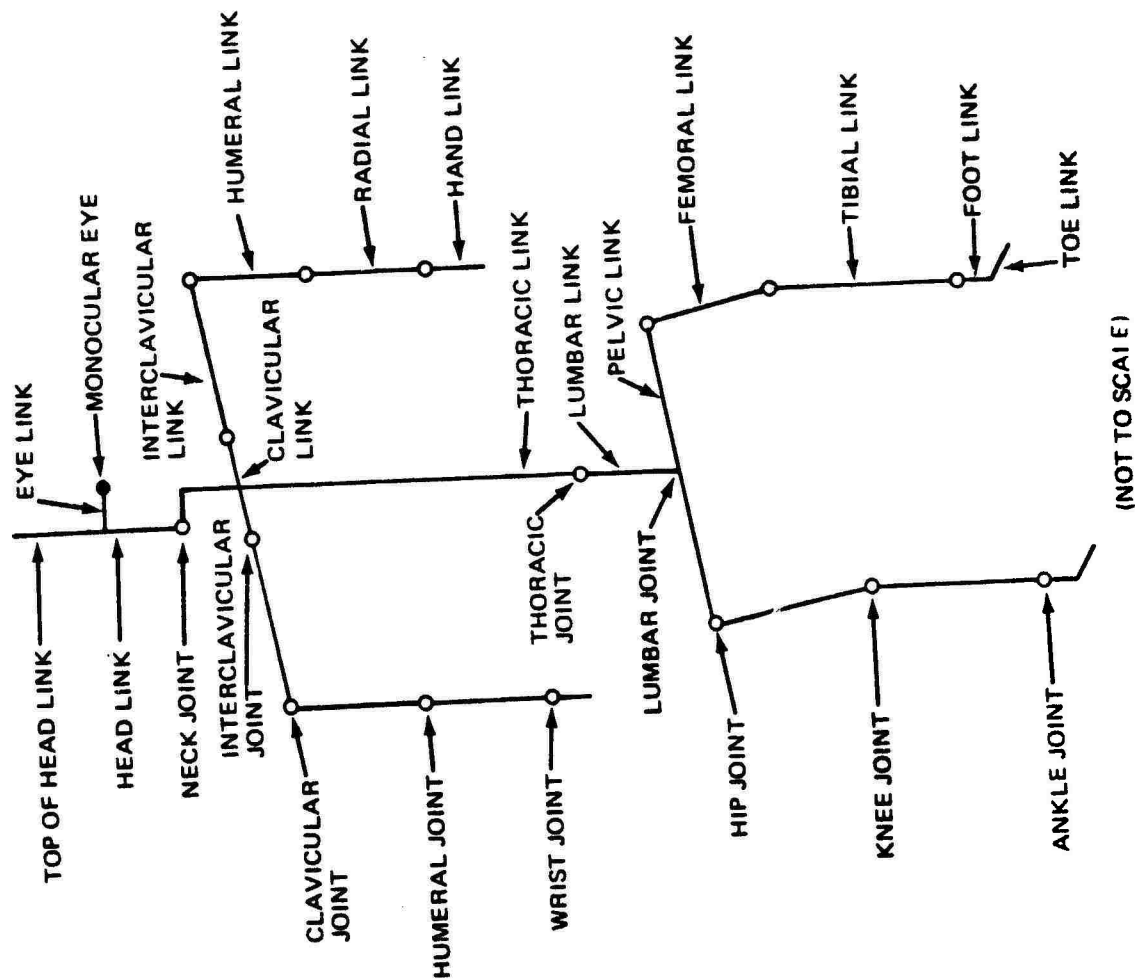 TOP OF HEAD LINK
HEAD LINK
NECK JOINT
INTERCLAVICULAR
JOINT
CLAVICULAR
JOINT
HUMERAL JOINT
WRIST JOINT
THORACIC
JOINT
LUMBAR JOINT
HIP JOINT
KNEE JOINT
ANKLE JOINT
EYE LINK
MONOCULAR EYE
INTERCLAVICULAR
LINK
CLAVICULAR
LINK
HUMERAL LINK
RADIAL LINK
HAND LINK
THORACIC LINK
LUMBAR LINK
PELVIC LINK
FEMORAL LINK
TIBIAL LINK
FOOT LINK
TOE LINK
(NOT TO SCALE)